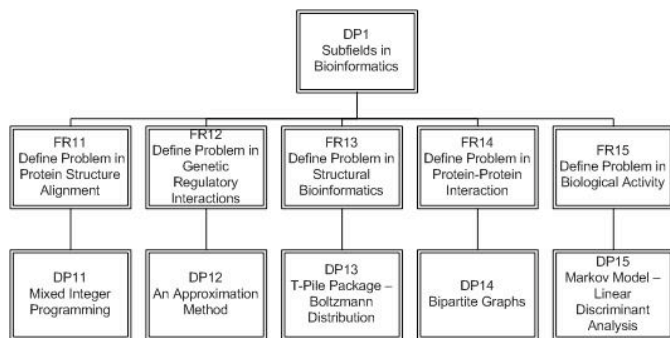 DP1
Subfields in
Bioinformatics
FR11
Define Problem in
Protein Structure
Alignment
FR12
Define Problem in
Genetic
Regulatory
Interactions
FR13
Define Problem in
Structural
Bioinformatics
FR14
Define Problem in
Protein-Protein
Interaction
FR15
Define Problem in
Biological Activity
DP11
Mixed Integer
Programming
DP12
An Approximation
Method
DP13
T-Pile Package –
Boltzmann
Distribution
DP14
Bipartite Graphs
DP15
Markov Model –
Linear
Discriminant
Analysis